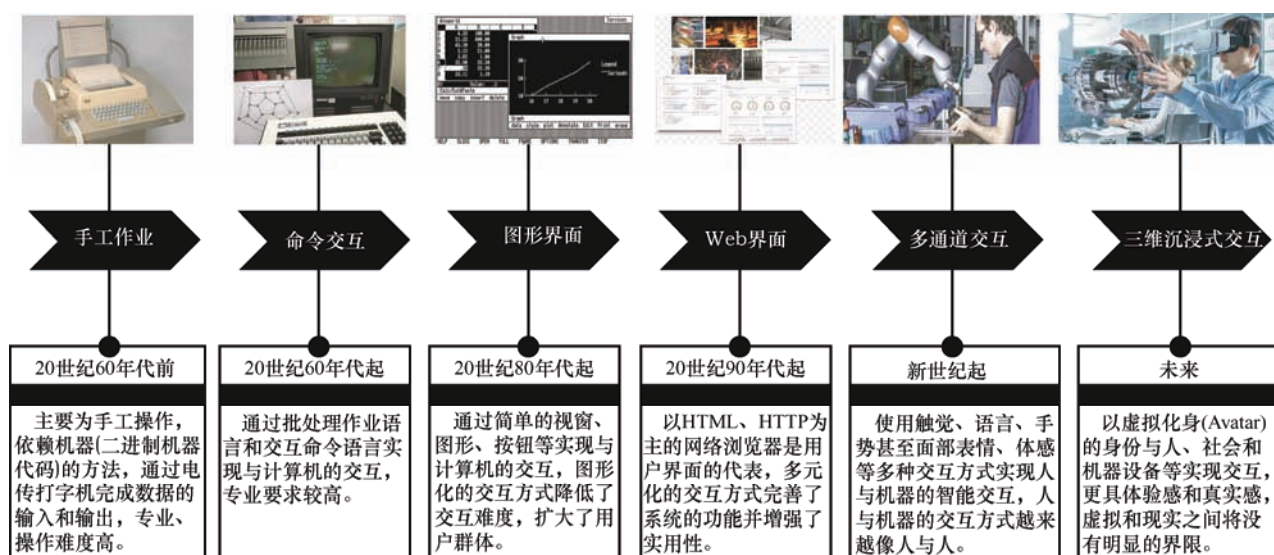 Services
Graph
Legend
Graph
手工作业
命令交互
图形界面
Web界面
多通道交互
三维沉浸式交互
20世纪60年代前
主要为手工操作，
依赖机器(二进制机器
代码)的方法，通过电
传打字机完成数据的
输入和输出，专业、
操作难度高。
20世纪60年代起
通过批处理作业语
言和交互命令语言实
现与计算机的交互，
专业要求较高。
20世纪80年代起
通过简单的视窗、
图形、按钮等实现与
计算机的交互，图形
化的交互方式降低了
交互难度，扩大了用
户群体。
20世纪90年代起
以HTML、HTTP为
主的网络浏览器是用
户界面的代表，多元
化的交互方式完善了
系统的功能并增强了
实用性。
新世纪起
使用触觉、语言、手
势甚至面部表情、体感
等多种交互方式实现人
与机器的智能交互，人
与机器的交互方式越来
越像人与人。
未来
以虚拟化身(Avatar)
的身份与人、社会和
机器设备等实现交互，
更具体验感和真实感，
虚拟和现实之间将没
有明显的界限。